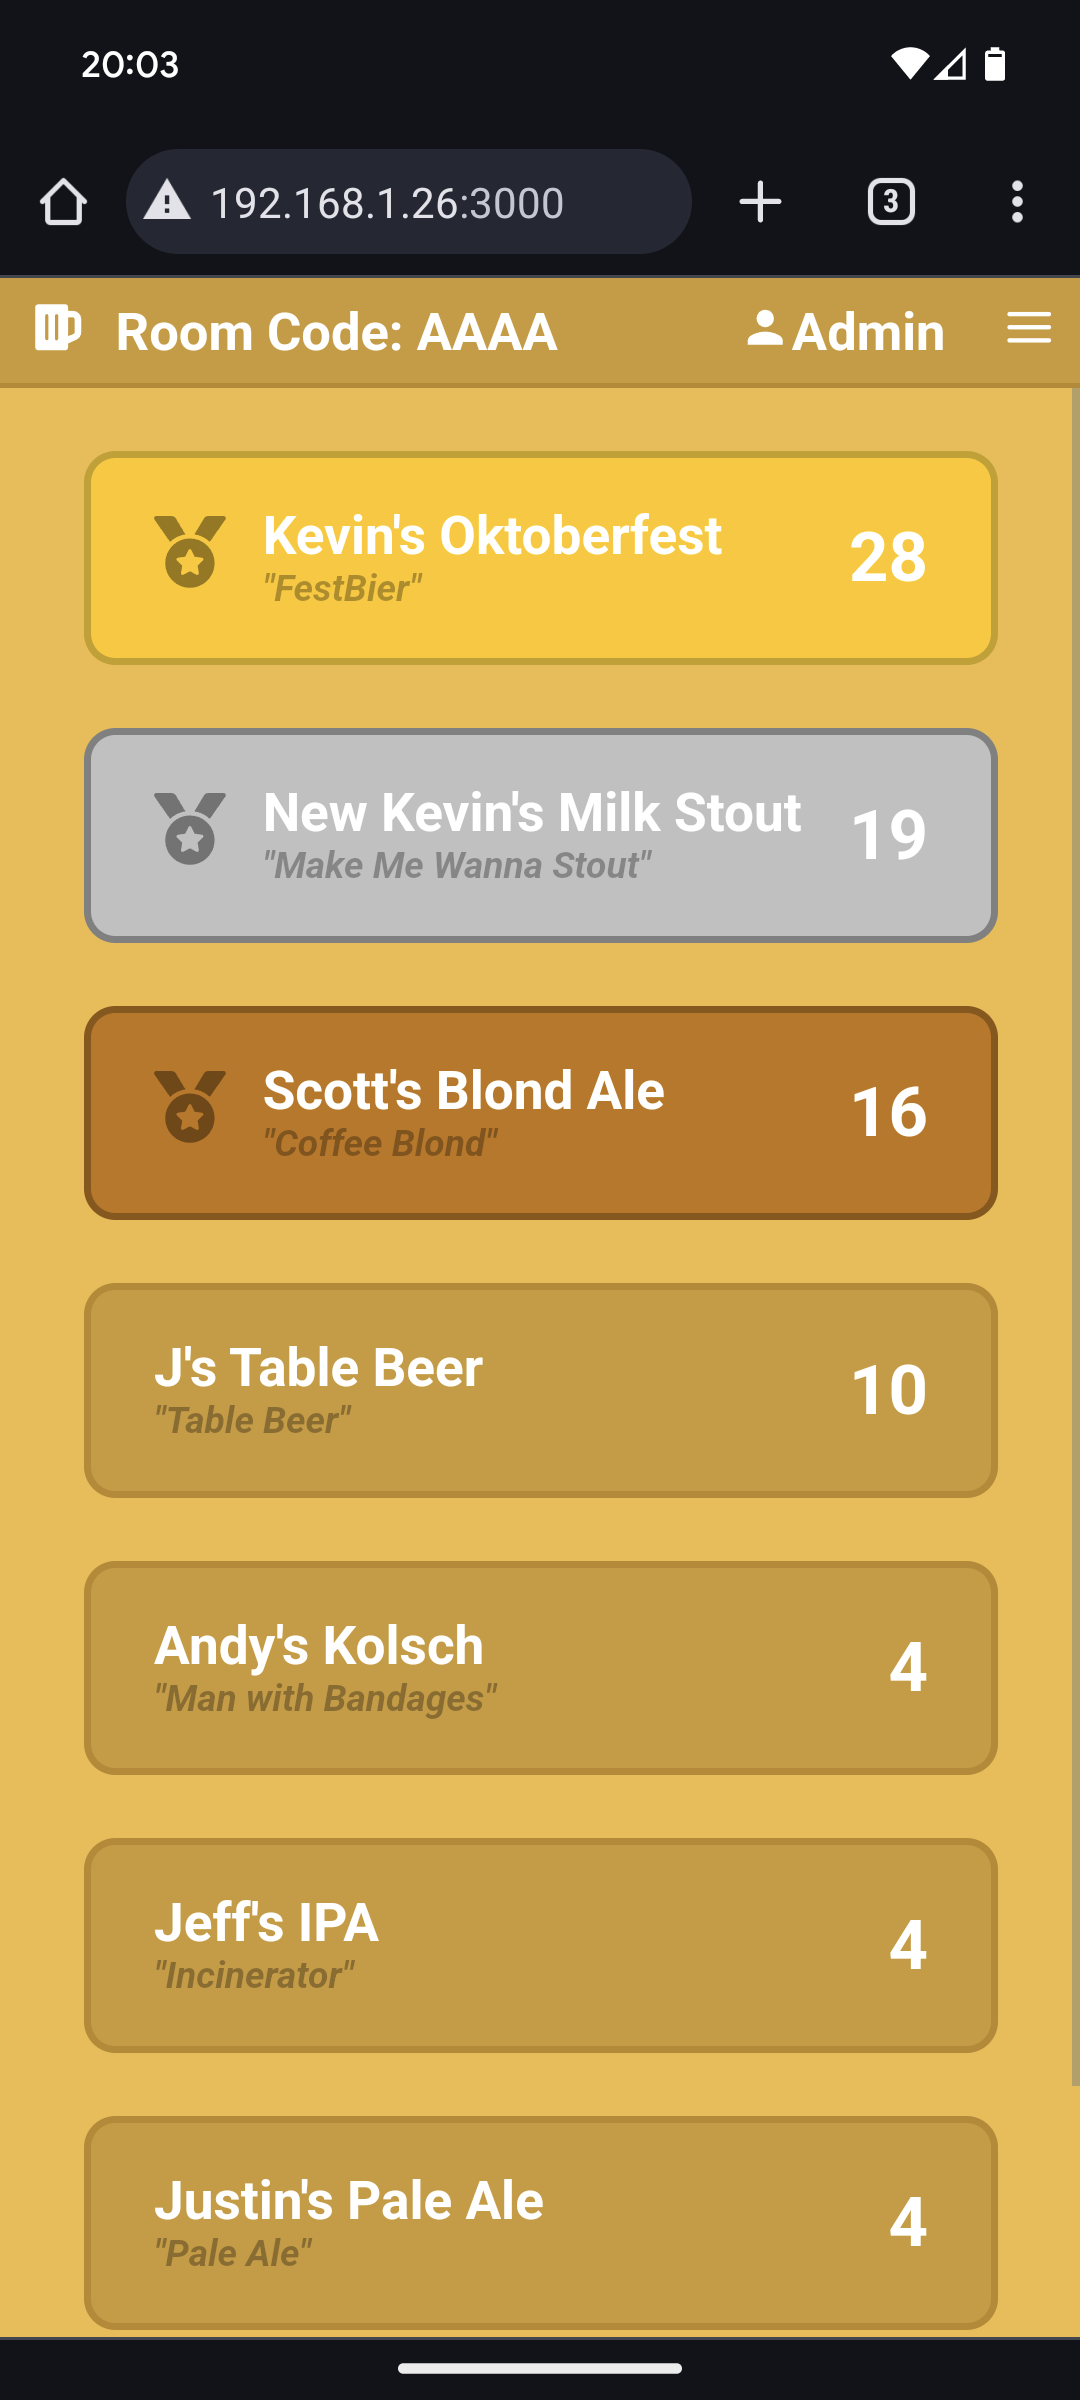 20:03
192.168.1.26:3000
3
Room Code: AAAA
Admin
Kevin's Oktoberfest
"FestBier"
28
New Kevin's Milk Stout
"Make Me Wanna Stout"
19
Scott's Blond Ale
"Coffee Blond"
16
J's Table Beer
"Table Beer"
10
Andy's Kolsch
"Man with Bandages"
4
Jeff's IPA
"Incinerator"
4
Justin's Pale Ale
"Pale Ale"
4